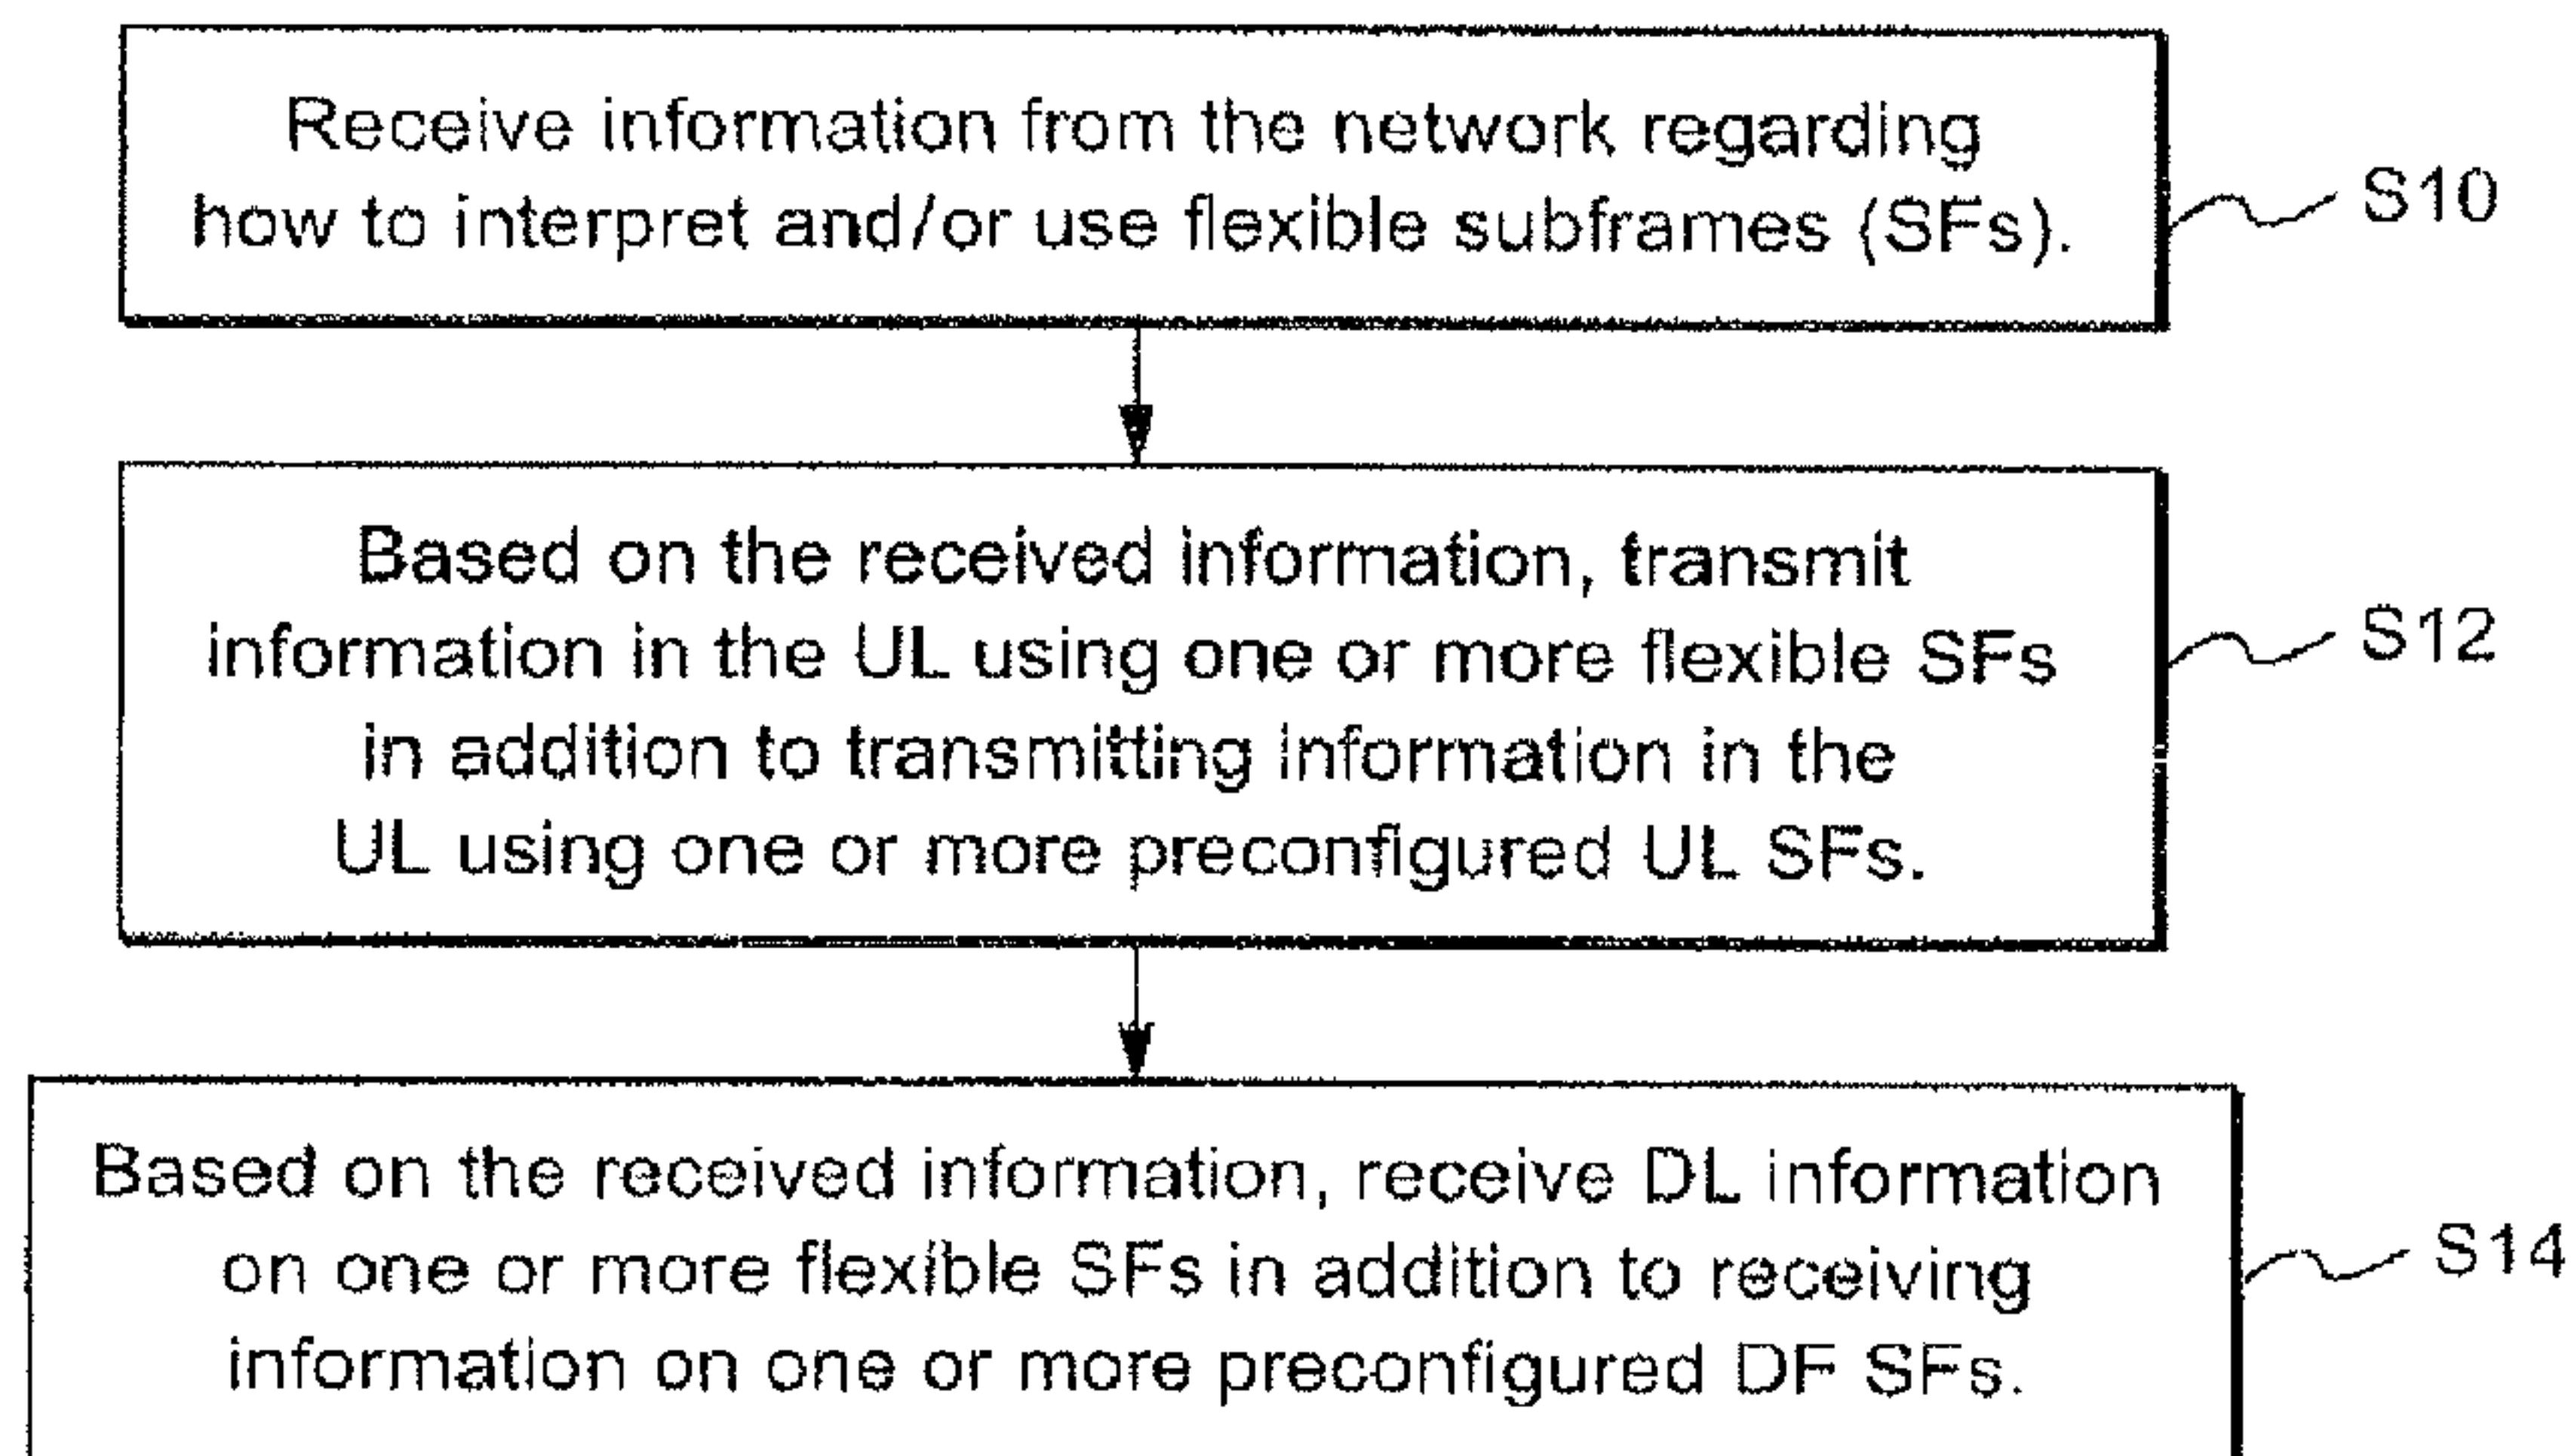 Receive information from the network regarding
how to interpret and/or use flexible subframes (SFs).
S10
Based on the received information, transmit
information in the UL using one or more flexible SFs
in addition to transmitting information in the
UL using one or more preconfigured UL SFs.
S12
Based on the received information, receive DL information
on one or more flexible SFs in addition to receiving
information on one or more preconfigured DF SFs.
S14